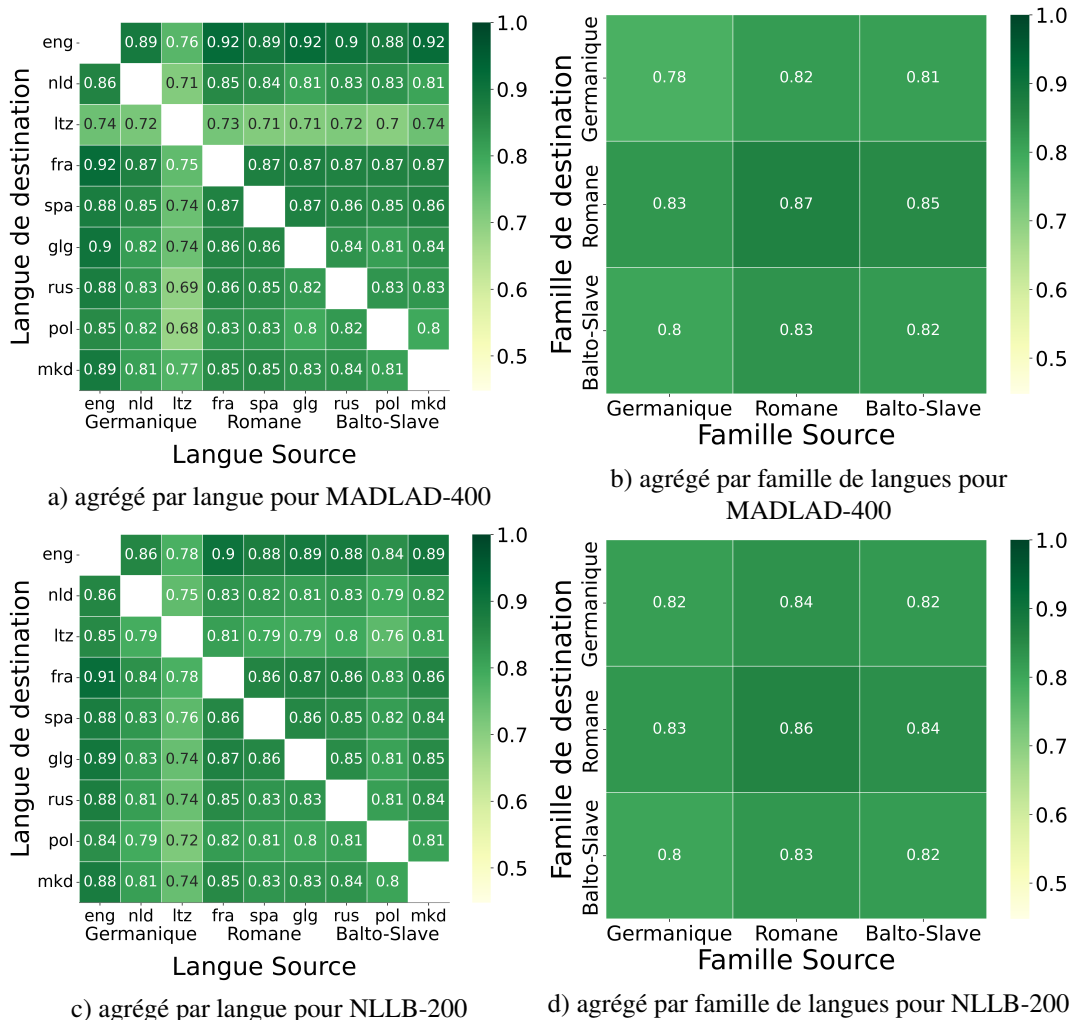 Langue de destination
eng 0.89 0.76 0.92 0.89 0.92 0.9 0.88 0.92
nld 0.86 0.71 0.85 0.84 0.81 0.83 0.83 0.81
ltz 0.74 0.72 0.73 0.71 0.71 0.72 0.7 0.74
fra 0.92 0.87 0.75 0.87 0.87 0.87 0.87 0.87
spa 0.88 0.85 0.74 0.87 0.87 0.86 0.85 0.86
glg 0.9 0.82 0.74 0.86 0.86 0.84 0.81 0.84
rus 0.88 0.83 0.69 0.86 0.85 0.82 0.83 0.83
pol 0.85 0.82 0.68 0.83 0.83 0.8 0.82 0.8
mkd 0.89 0.81 0.77 0.85 0.85 0.83 0.84 0.81
eng nld ltz fra spa glg rus pol mkd
Germanique Romane Balto-Slave
Langue Source
1.0
0.9
0.8
0.7
0.6
0.5
a) agrégé par langue pour MADLAD-400
Famille de destination
Germanique 0.78 0.82 0.81
Romane 0.83 0.87 0.85
Balto-Slave 0.8 0.83 0.82
Germanique Romane Balto-Slave
Famille Source
1.0
0.9
0.8
0.7
0.6
0.5
b) agrégé par famille de langues pour
MADLAD-400
Langue de destination
eng 0.86 0.78 0.9 0.88 0.89 0.88 0.84 0.89
nld 0.86 0.75 0.83 0.82 0.81 0.83 0.79 0.82
ltz 0.85 0.79 0.81 0.79 0.79 0.8 0.76 0.81
fra 0.91 0.84 0.78 0.86 0.87 0.86 0.83 0.86
spa 0.88 0.83 0.76 0.86 0.86 0.85 0.82 0.84
glg 0.89 0.83 0.74 0.87 0.86 0.85 0.81 0.85
rus 0.88 0.81 0.74 0.85 0.83 0.83 0.81 0.84
pol 0.84 0.79 0.72 0.82 0.81 0.8 0.81 0.81
mkd 0.88 0.81 0.74 0.85 0.83 0.83 0.84 0.8
eng nld ltz fra spa glg rus pol mkd
Germanique Romane Balto-Slave
Langue Source
1.0
0.9
0.8
0.7
0.6
0.5
c) agrégé par langue pour NLLB-200
Famille de destination
Germanique 0.82 0.84 0.82
Romane 0.83 0.86 0.84
Balto-Slave 0.8 0.83 0.82
Germanique Romane Balto-Slave
Famille Source
1.0
0.9
0.8
0.7
0.6
0.5
d) agrégé par famille de langues pour NLLB-200